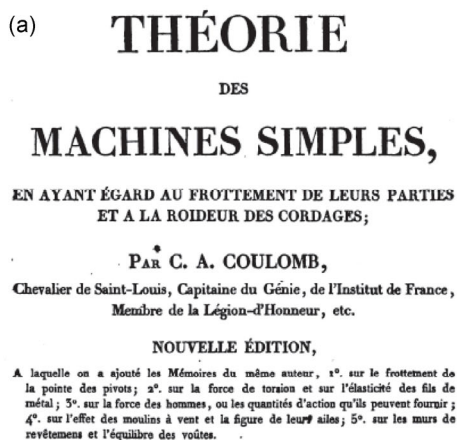 (a)
THÉORIE
DES
MACHINES SIMPLES,
EN AYANT ÉGARD AU FROTTEMENT DE LEURS PARTIES
ET A LA ROIDEUR DES CORDAGES;
PAR C. A. COULOMB,
Chevalier de Saint-Louis, Capitaine du Génie, de l'Institut de France,
Membre de la Légion-d'Honneur, etc.
NOUVELLE ÉDITION,
A laquelle on a ajouté les Mémoires du même auteur, 1°. sur le frottement de
la pointe des pivots; 2°. sur la force de torsion et sur l'élasticité des fils de
métal; 3°. sur la force des hommes, ou les quantités d'action qu'ils peuvent fournir;
4°. sur l'effet des moulins à vent et la figure de leurs ailes; 5°. sur les murs de
revêtemens et l'équilibre des voûtes.